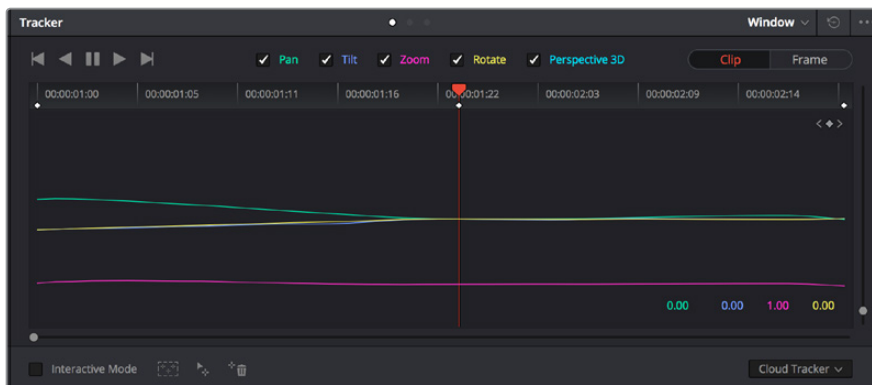 Tracker Window
Pan Tilt Zoom Rotate Perspective 3D Clip Frame
00:00:01:00 00:00:01:05 00:00:01:11 00:00:01:16 00:00:01:22 00:00:02:03 00:00:02:09 00:00:02:14
0.00 0.00 1.00 0.00
Interactive Mode Cloud Tracker